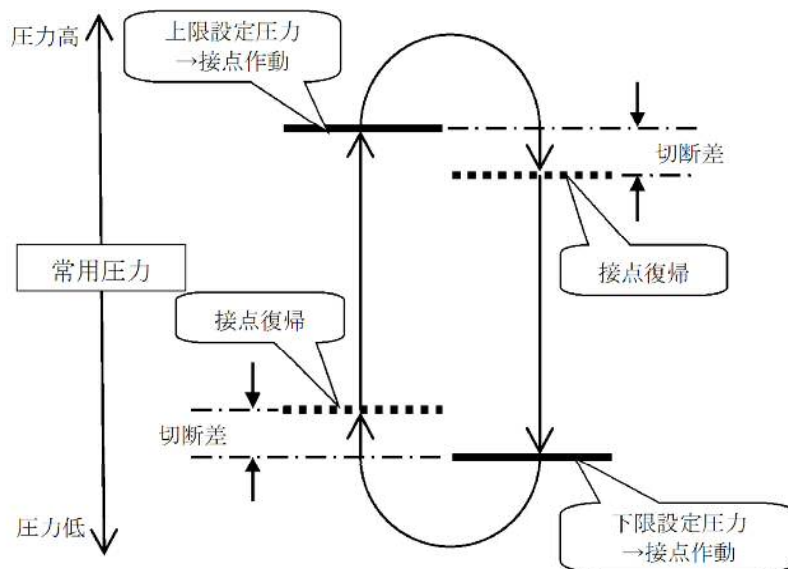 圧力高
上限設定圧力
→接点作動
切断差
常用圧力
接点復帰
接点復帰
切断差
圧力低
下限設定圧力
→接点作動